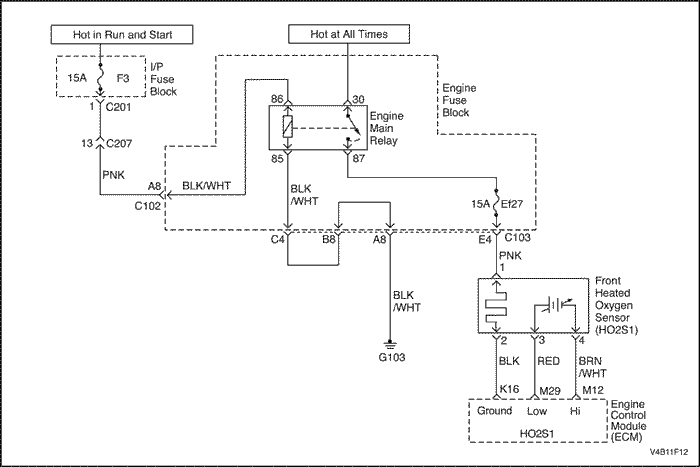 Hot in Run and Start
Hot at All Times
I/P
Fuse
Block
15A F3
Engine
Fuse
Block
1 C201
86
30
Engine
Main
Relay
13 C207
85
87
PNK
A8
C102
BLK/WHT
BLK
/WHT
15A Ef27
C4
B8
A8
E4
C103
PNK
1
Front
Heated
Oxygen
Sensor
(HO2S1)
BLK
/WHT
G103
2
3
4
BLK
RED
BRN
/WHT
K16
M29
M12
Ground
Low
Hi
HO2S1
Engine
Control
Module
(ECM)
V4B11F12